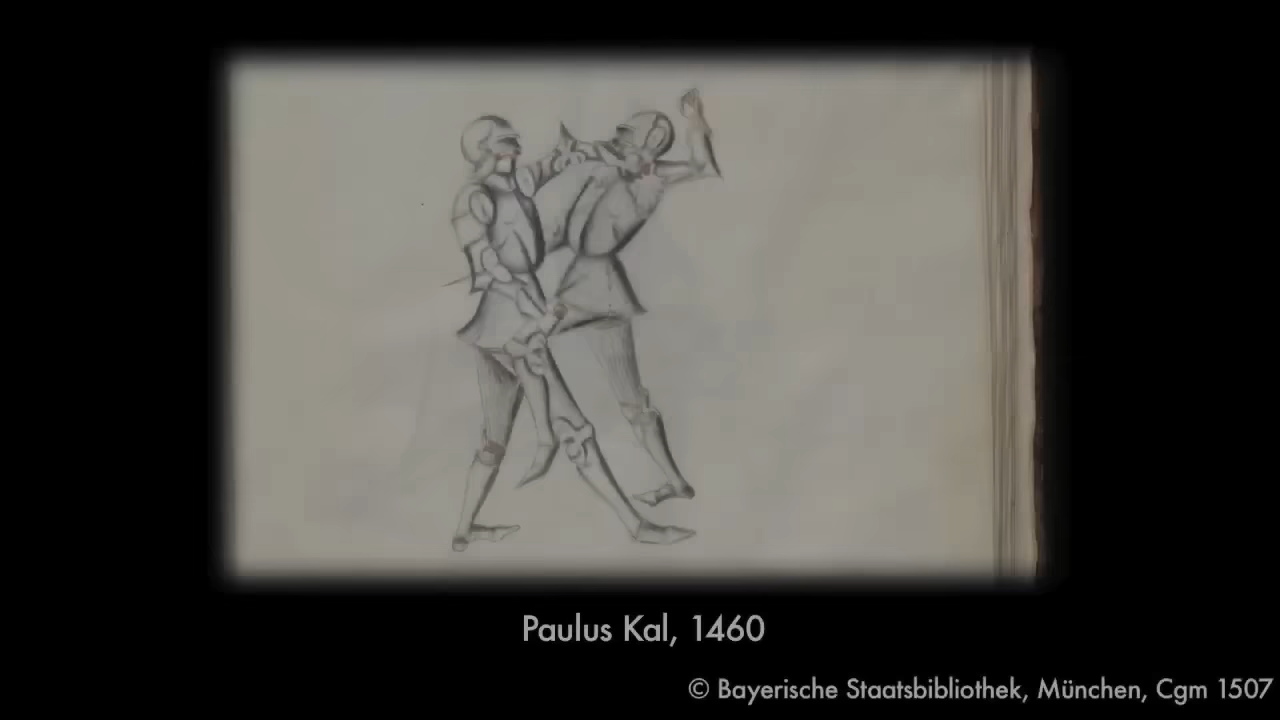 Paulus Kal, 1460
© Bayerische Staatsbibliothek, München, Cgm 1507